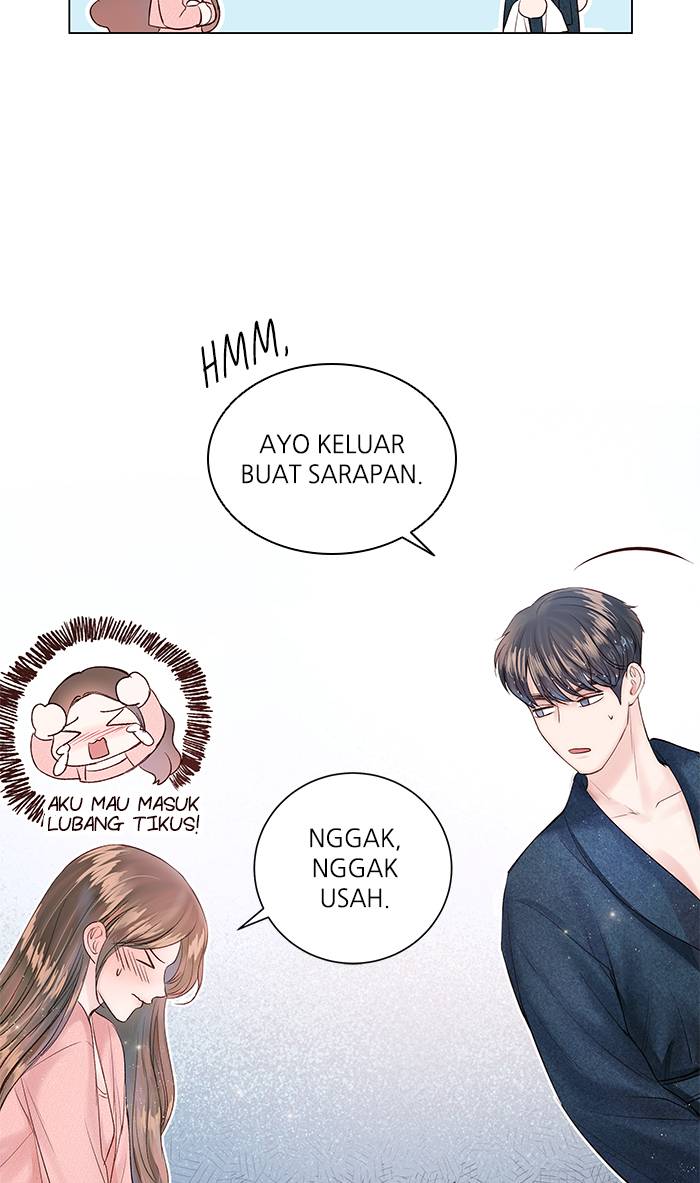 HMM,
AYO KELUAR
BUAT SARAPAN.
AKU MAU MASUK
LUBANG TIKUS!
NGGAK,
NGGAK
USAH.